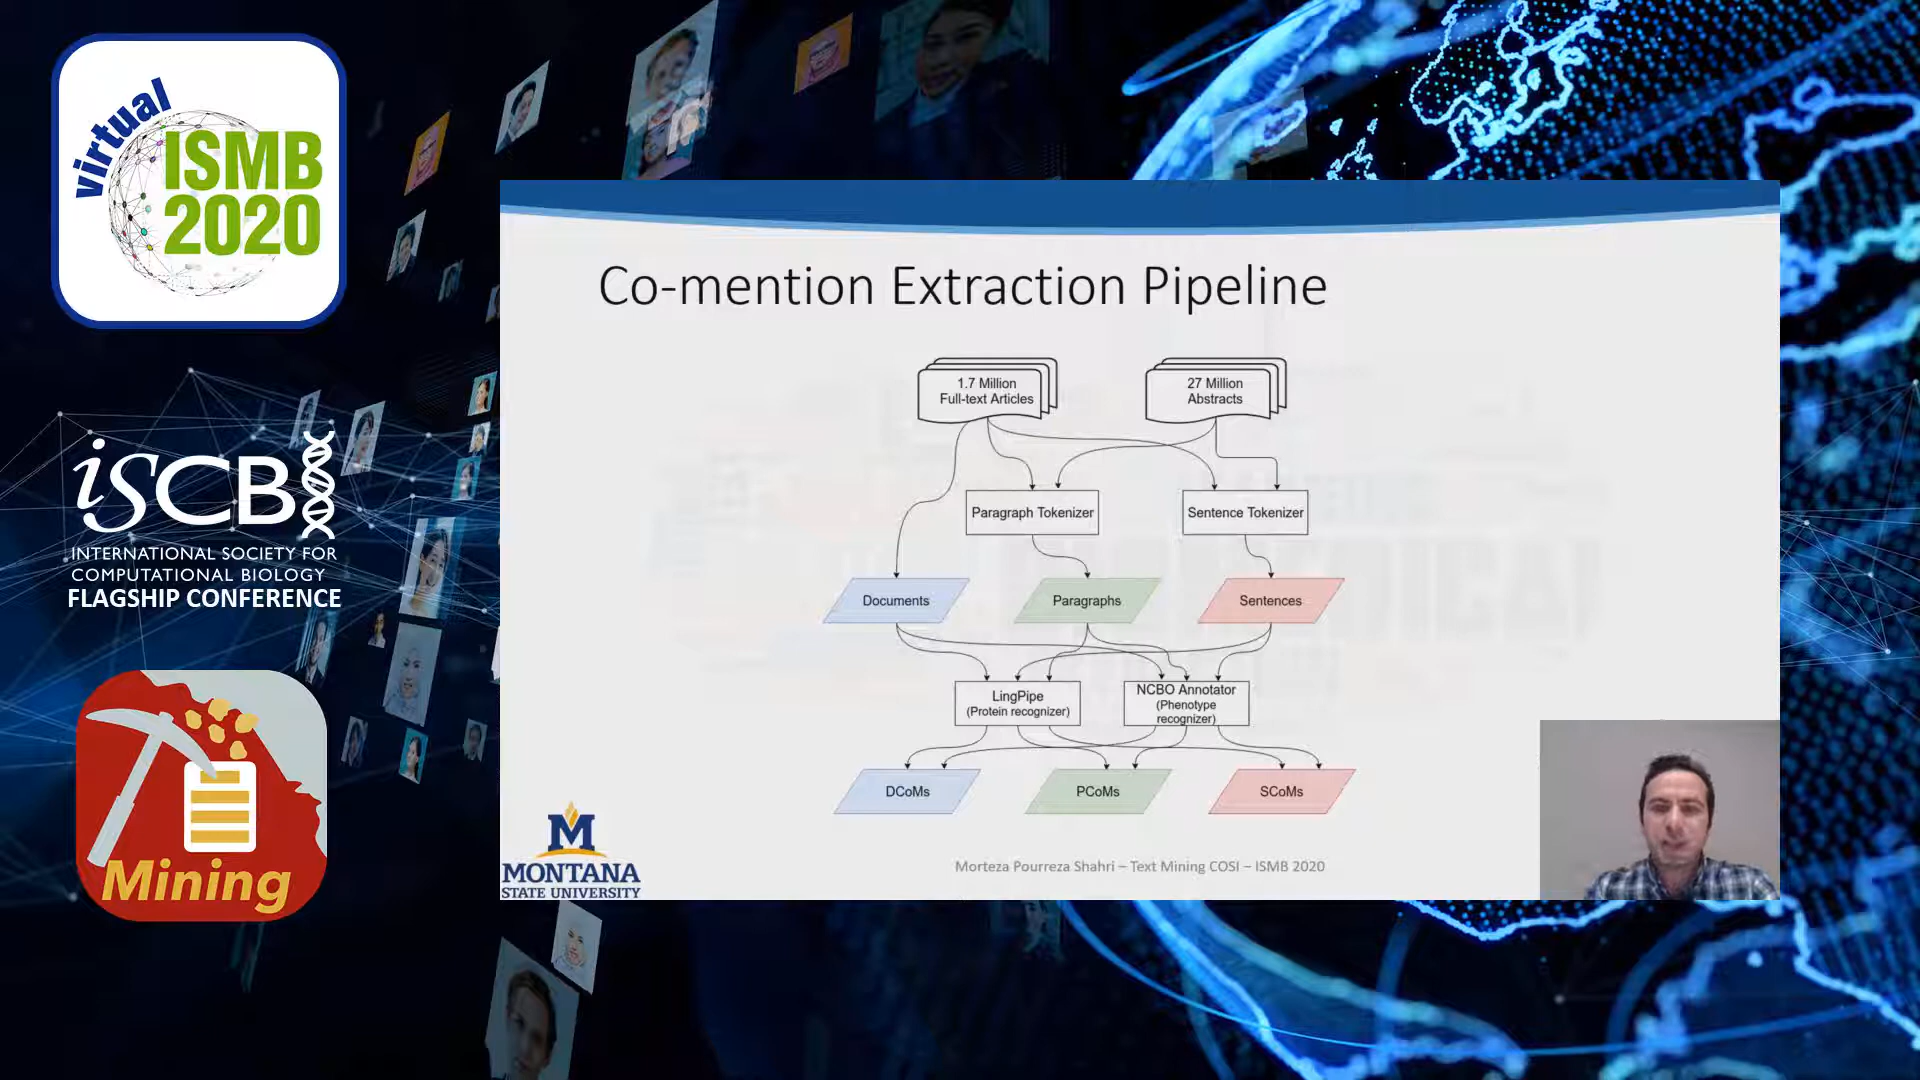 virtual
ISMB
2020
iSCB
INTERNATIONAL SOCIETY FOR
COMPUTATIONAL BIOLOGY
FLAGSHIP CONFERENCE
Mining
Co-mention Extraction Pipeline
1.7 Million
Full-text Articles
27 Million
Abstracts
Paragraph Tokenizer
Sentence Tokenizer
Documents
Paragraphs
Sentences
LingPipe
(Protein recognizer)
NCBO Annotator
(Phenotype
recognizer)
DCoMs
PCoMs
SCoMs
M
MONTANA
STATE UNIVERSITY
Morteza Pourreza Shahri – Text Mining COSI – ISMB 2020